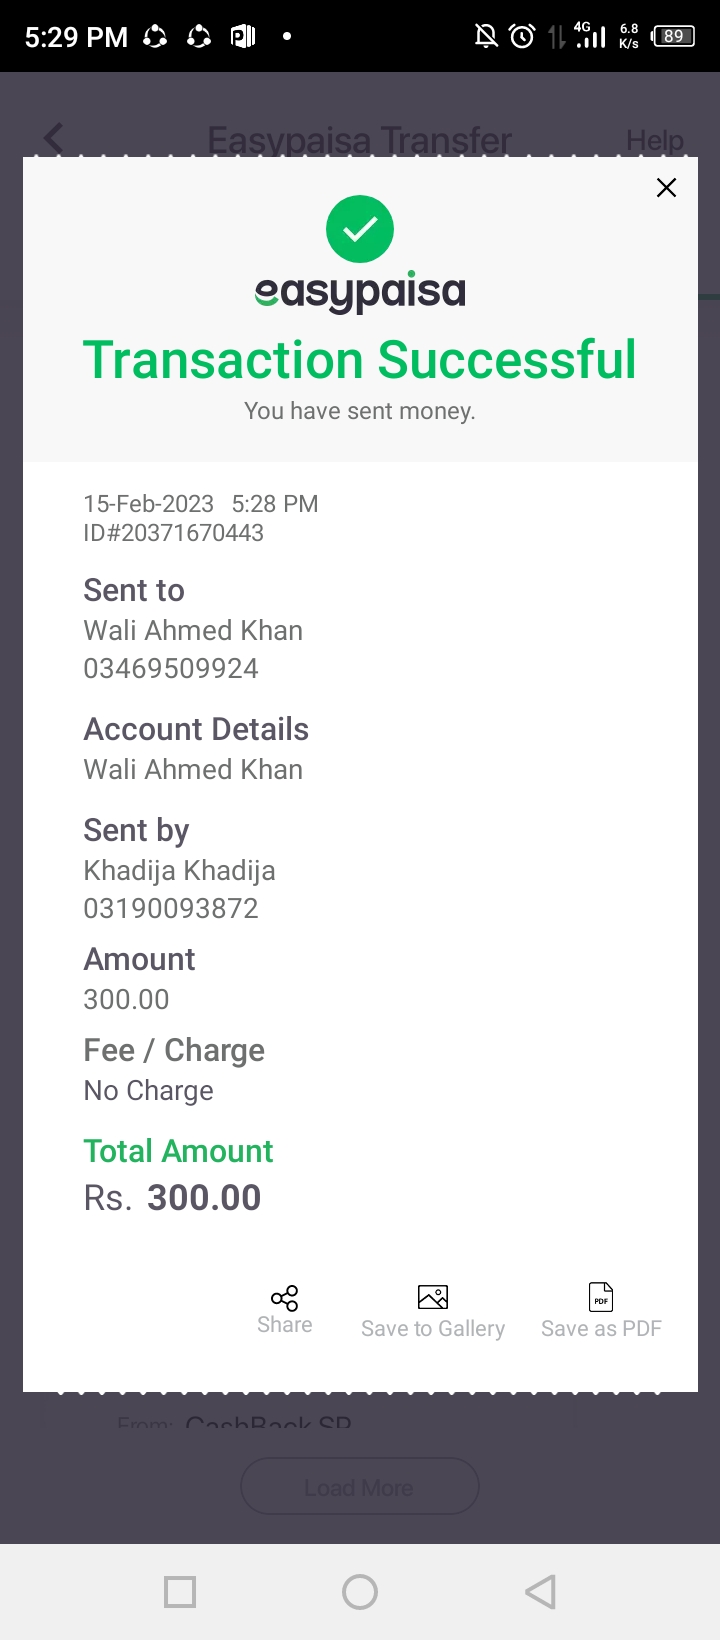 5:29 PM
4G
6.8
K/s
89
Easypaisa Transfer
Help
easypaisa
Transaction Successful
You have sent money.
15-Feb-2023 5:28 PM
ID#20371670443
Sent to
Wali Ahmed Khan
03469509924
Account Details
Wali Ahmed Khan
Sent by
Khadija Khadija
03190093872
Amount
300.00
Fee / Charge
No Charge
Total Amount
Rs. 300.00
Share
Save to Gallery
PDF
Save as PDF
From: CashBack SP
Load More